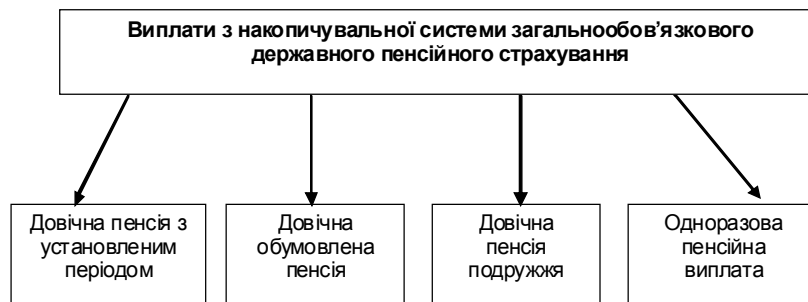 Виплати з накопичувальної системи загальнообов’язкового
державного пенсійного страхування
Довічна пенсія з
установленим
періодом
Довічна
обумовлена
пенсія
Довічна
пенсія
подружжя
Одноразова
пенсійна
виплата